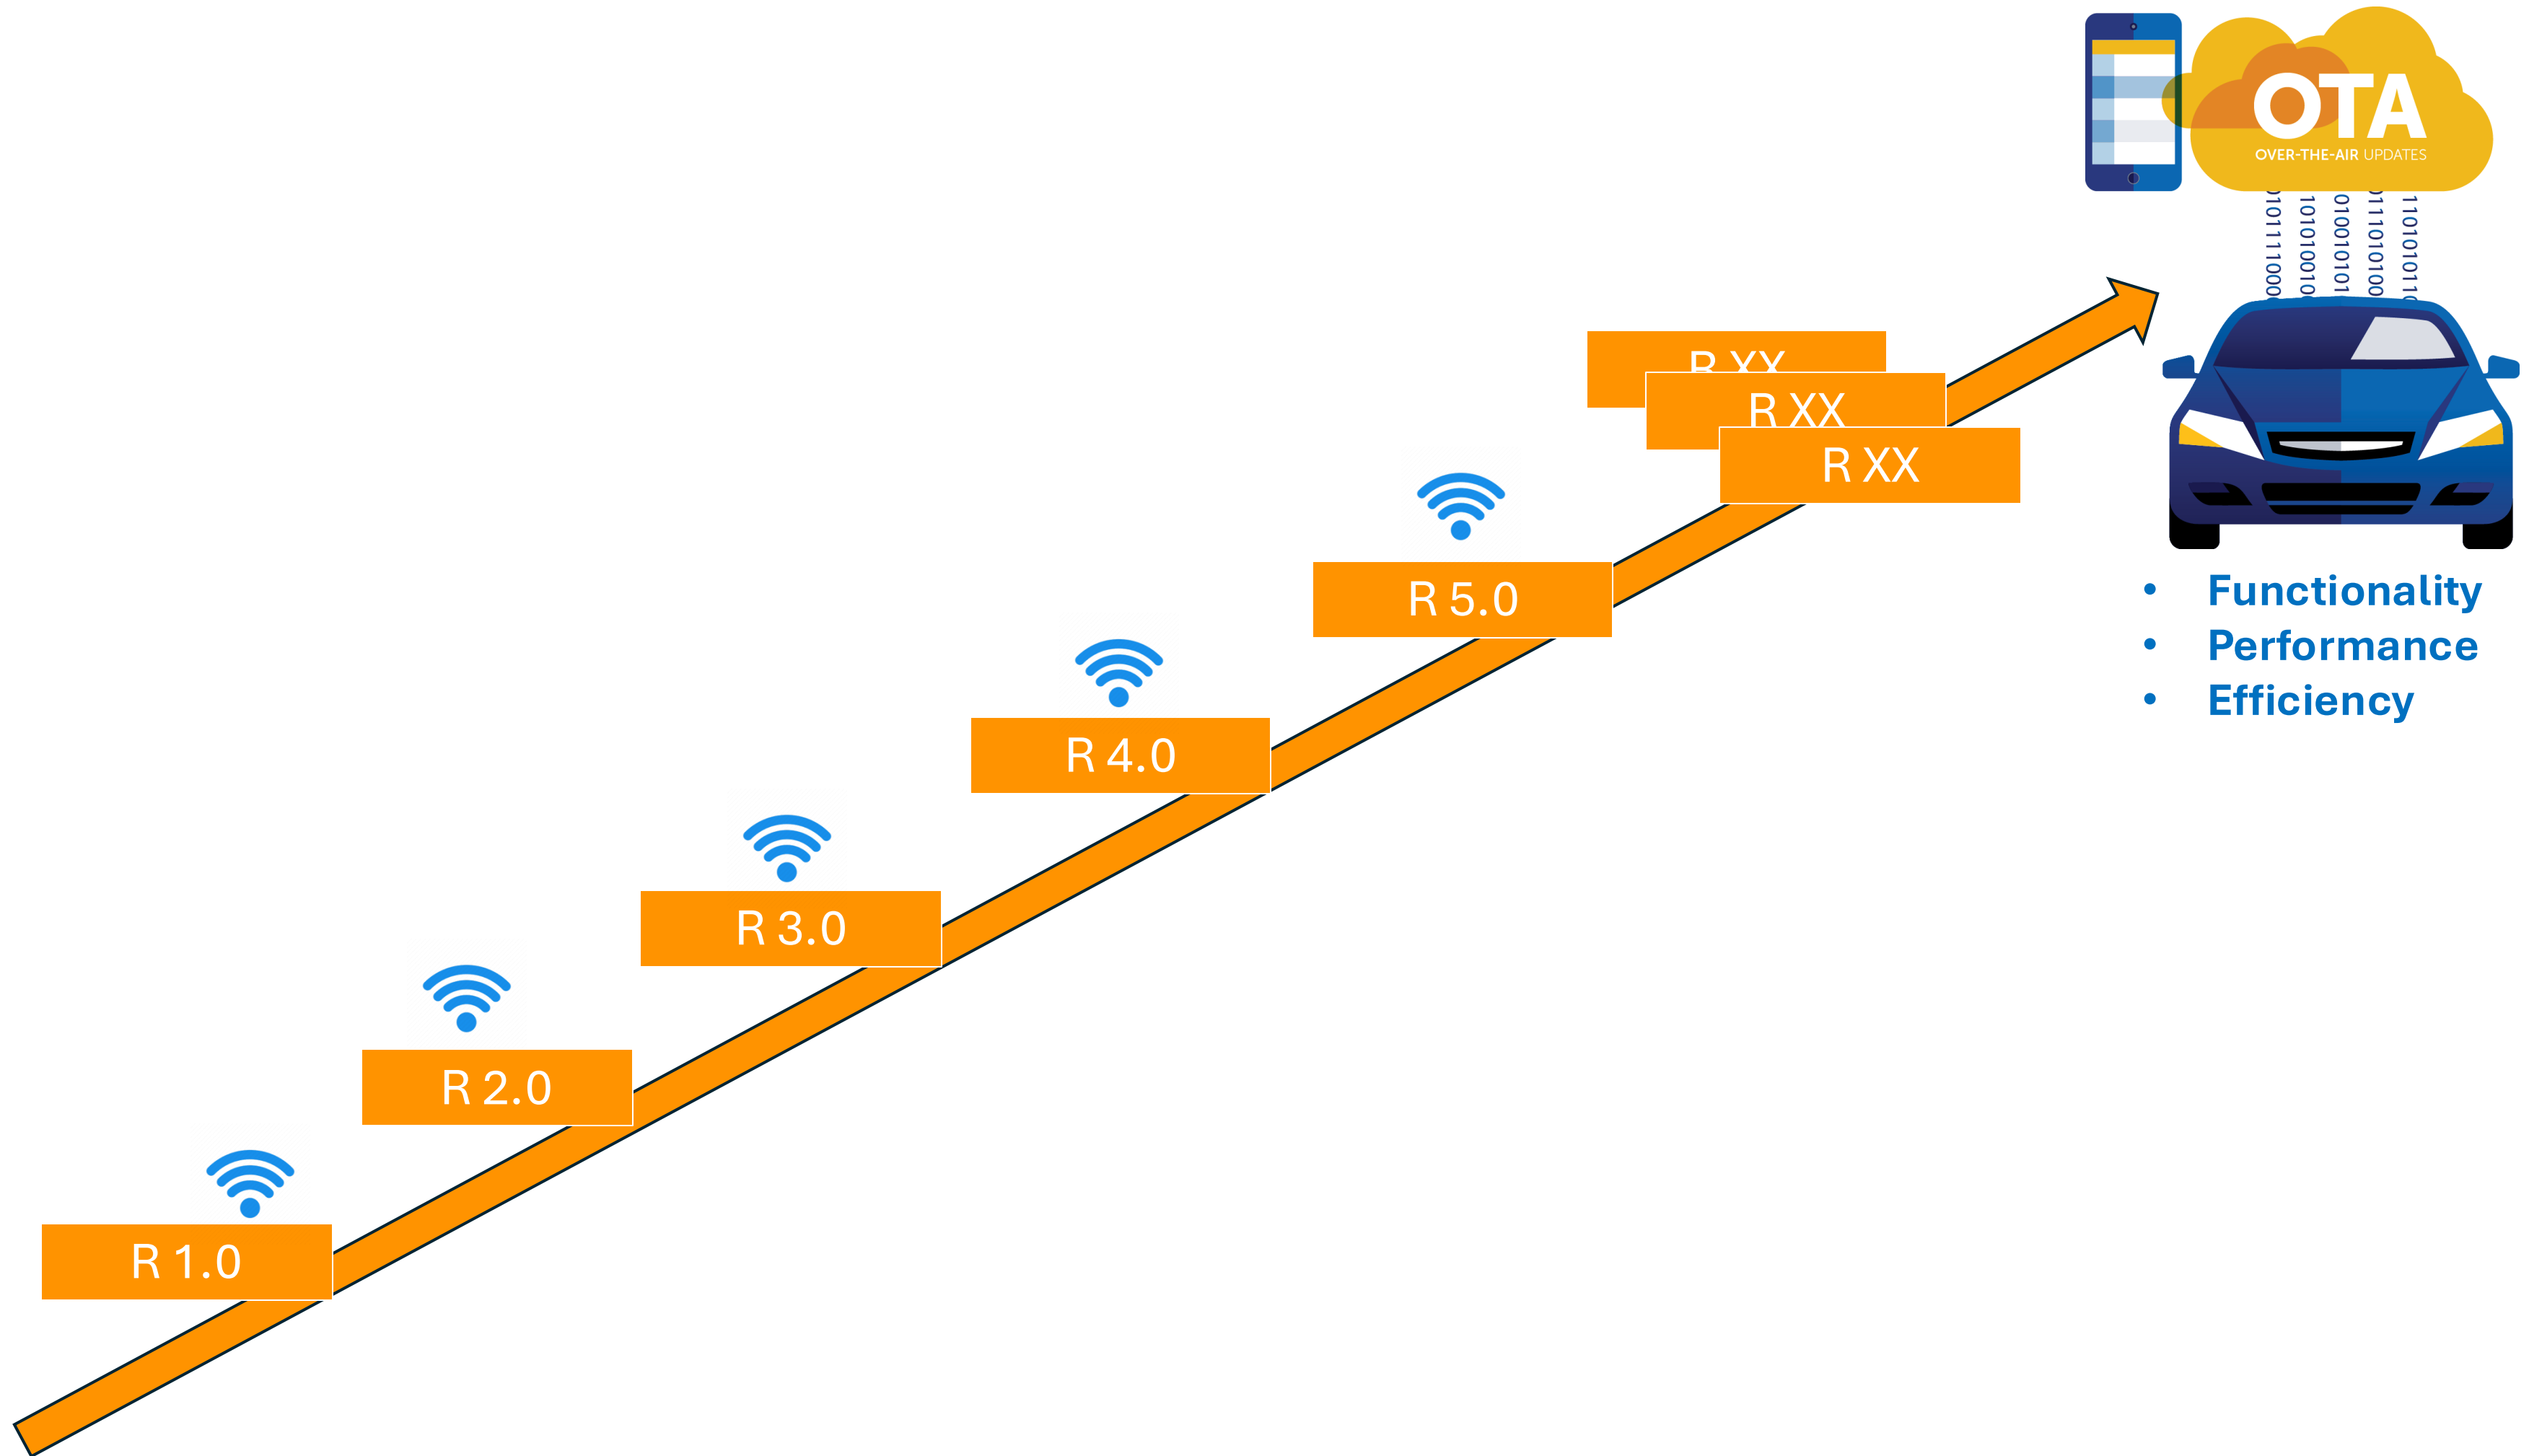 OTA
OVER-THE-AIR UPDATES
R XX
R XX
R XX
R 5.0
R 4.0
R 3.0
R 2.0
R 1.0
• Functionality
• Performance
• Efficiency